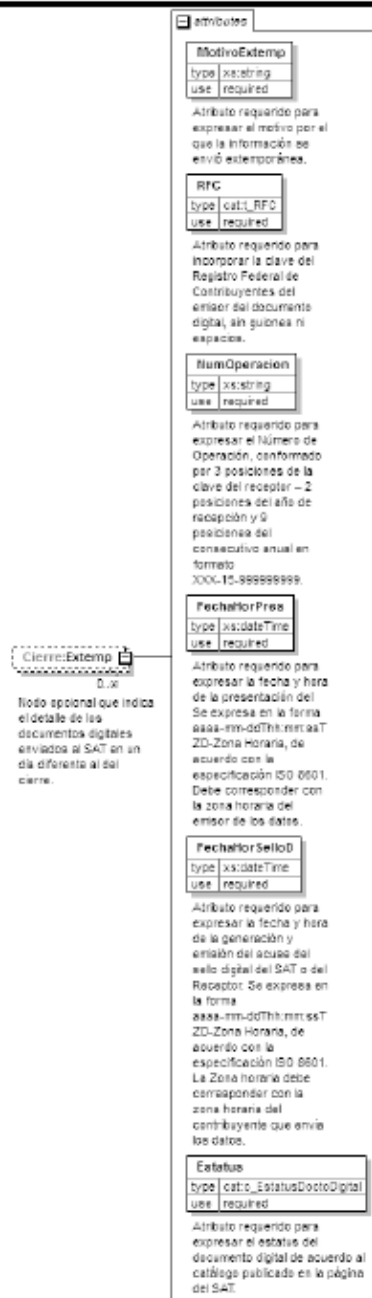 attributes
MotivoExtemp
type xs:string
use required
Atributo requerido para
expresar el motivo por el
que la información se
envió extemporánea.
RFC
type cat:t_RFC
use required
Atributo requerido para
incorporar la clave del
Registro Federal de
Contribuyentes del
emisor del documento
digital, sin guiones ni
espacios.
NumOperacion
type xs:string
use required
Atributo requerido para
expresar el Número de
Operación, conformado
por 3 posiciones de la
clave del receptor – 2
posiciones del año de
recepción y 9
posiciones del
consecutivo anual en
formato
XXX-15-999999999.
FechaHorPres
type xs:dateTime
use required
Atributo requerido para
expresar la fecha y hora
de la presentación del
Se expresa en la forma
aaaa-mm-ddThh:mm:ssT
ZD-Zona Horaria, de
acuerdo con la
especificación ISO 8601.
Debe corresponder con
la zona horaria del
emisor de los datos.
Cierre:Extemp
0..∞
Nodo opcional que indica
el detalle de los
documentos digitales
enviados al SAT en un
día diferente al del
cierre.
FechaHorSelloD
type xs:dateTime
use required
Atributo requerido para
expresar la fecha y hora
de la generación y
emisión del acuse del
sello digital del SAT o del
Receptor. Se expresa en
la forma
aaaa-mm-ddThh:mm:ssT
ZD-Zona Horaria, de
acuerdo con la
especificación ISO 8601.
La Zona horaria debe
corresponder con la
zona horaria del
contribuyente que envía
los datos.
Estatus
type cat:c_EstatusDoctoDigital
use required
Atributo requerido para
expresar el estatus del
documento digital de acuerdo al
catálogo publicado en la página
del SAT.